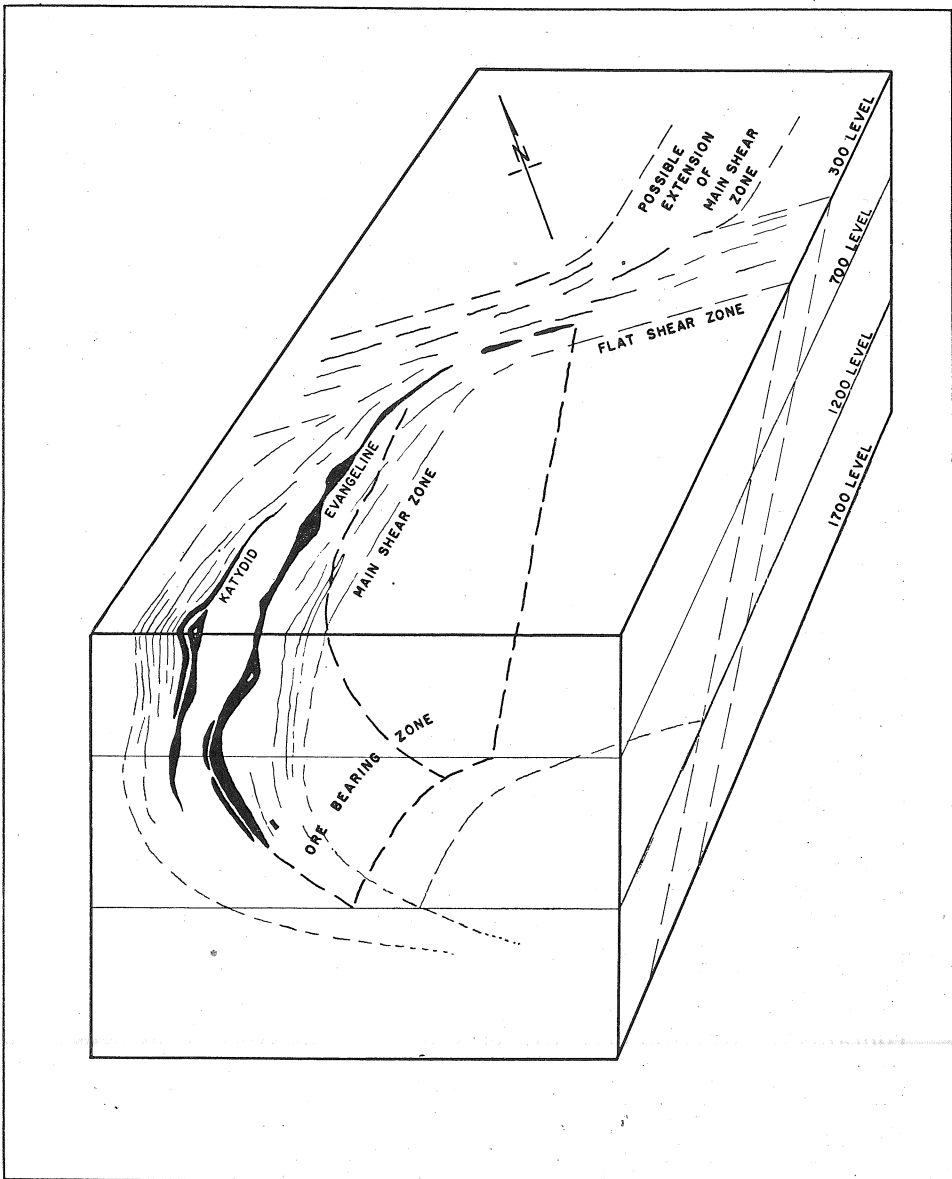 N
POSSIBLE
EXTENSION
OF
MAIN SHEAR
ZONE
300 LEVEL
700 LEVEL
1200 LEVEL
1700 LEVEL
FLAT SHEAR ZONE
EVANGELINE
MAIN SHEAR ZONE
KATYDID
ORE BEARING ZONE